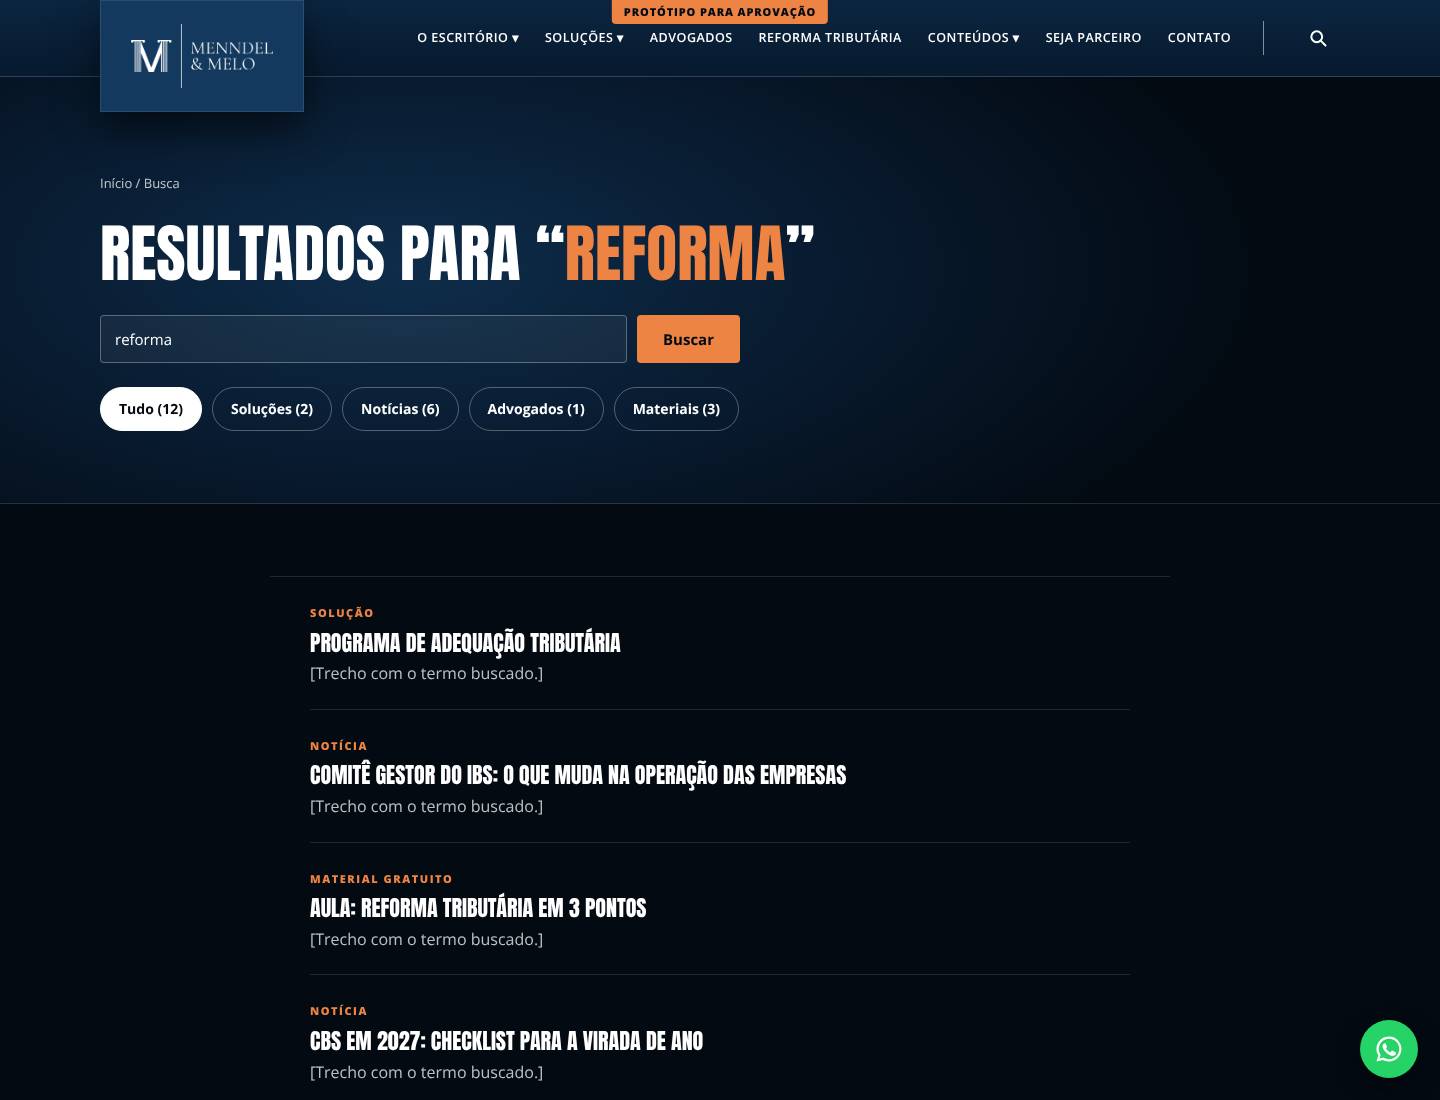 PROTÓTIPO PARA APROVAÇÃO
MENNDEL
& MELO
O ESCRITÓRIO ▾ SOLUÇÕES ▾ ADVOGADOS REFORMA TRIBUTÁRIA CONTEÚDOS ▾ SEJA PARCEIRO CONTATO
Início / Busca
RESULTADOS PARA “REFORMA”
reforma Buscar
Tudo (12) Soluções (2) Notícias (6) Advogados (1) Materiais (3)
SOLUÇÃO
PROGRAMA DE ADEQUAÇÃO TRIBUTÁRIA
[Trecho com o termo buscado.]
NOTÍCIA
COMITÊ GESTOR DO IBS: O QUE MUDA NA OPERAÇÃO DAS EMPRESAS
[Trecho com o termo buscado.]
MATERIAL GRATUITO
AULA: REFORMA TRIBUTÁRIA EM 3 PONTOS
[Trecho com o termo buscado.]
NOTÍCIA
CBS EM 2027: CHECKLIST PARA A VIRADA DE ANO
[Trecho com o termo buscado.]